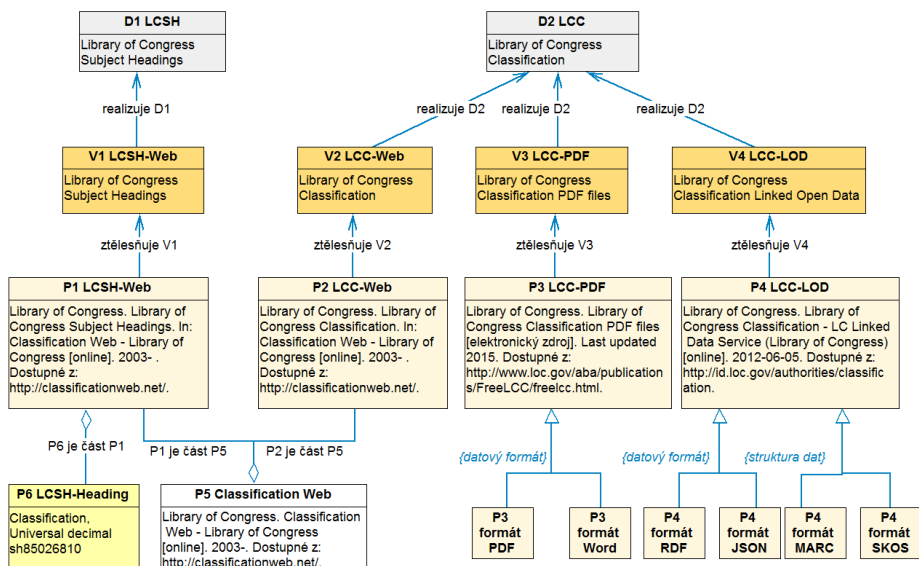 D1 LCSH
Library of Congress
Subject Headings
D2 LCC
Library of Congress
Classification
realizuje D1
realizuje D2
realizuje D2
realizuje D2
V1 LCSH-Web
Library of Congress
Subject Headings
V2 LCC-Web
Library of Congress
Classification
V3 LCC-PDF
Library of Congress
Classification PDF files
V4 LCC-LOD
Library of Congress
Classification Linked Open Data
ztělesňuje V1
ztělesňuje V2
ztělesňuje V3
ztělesňuje V4
P1 LCSH-Web
Library of Congress. Library of
Congress Subject Headings. In:
Classification Web - Library of
Congress [online]. 2003- .
Dostupné z:
http://classificationweb.net/.
P2 LCC-Web
Library of Congress. Library of
Congress Classification. In:
Classification Web - Library of
Congress [online]. 2003- .
Dostupné z:
http://classificationweb.net/.
P3 LCC-PDF
Library of Congress. Library of
Congress Classification PDF files
[elektronický zdroj]. Last updated
2015. Dostupné z:
http://www.loc.gov/aba/publication
s/FreeLCC/freelcc.html.
P4 LCC-LOD
Library of Congress. Library of
Congress Classification - LC Linked
Data Service (Library of Congress)
[online]. 2012-06-05. Dostupné z:
http://id.loc.gov/authorities/classific
ation.
P6 je část P1
P1 je část P5
P2 je část P5
{datový formát}
{datový formát}
{struktura dat}
P6 LCSH-Heading
Classification,
Universal decimal
sh85026810
P5 Classification Web
Library of Congress. Classification
Web - Library of Congress
[online]. 2003-. Dostupné z:
http://classificationweb.net/.
P3
formát
PDF
P3
formát
Word
P4
formát
RDF
P4
formát
JSON
P4
formát
MARC
P4
formát
SKOS